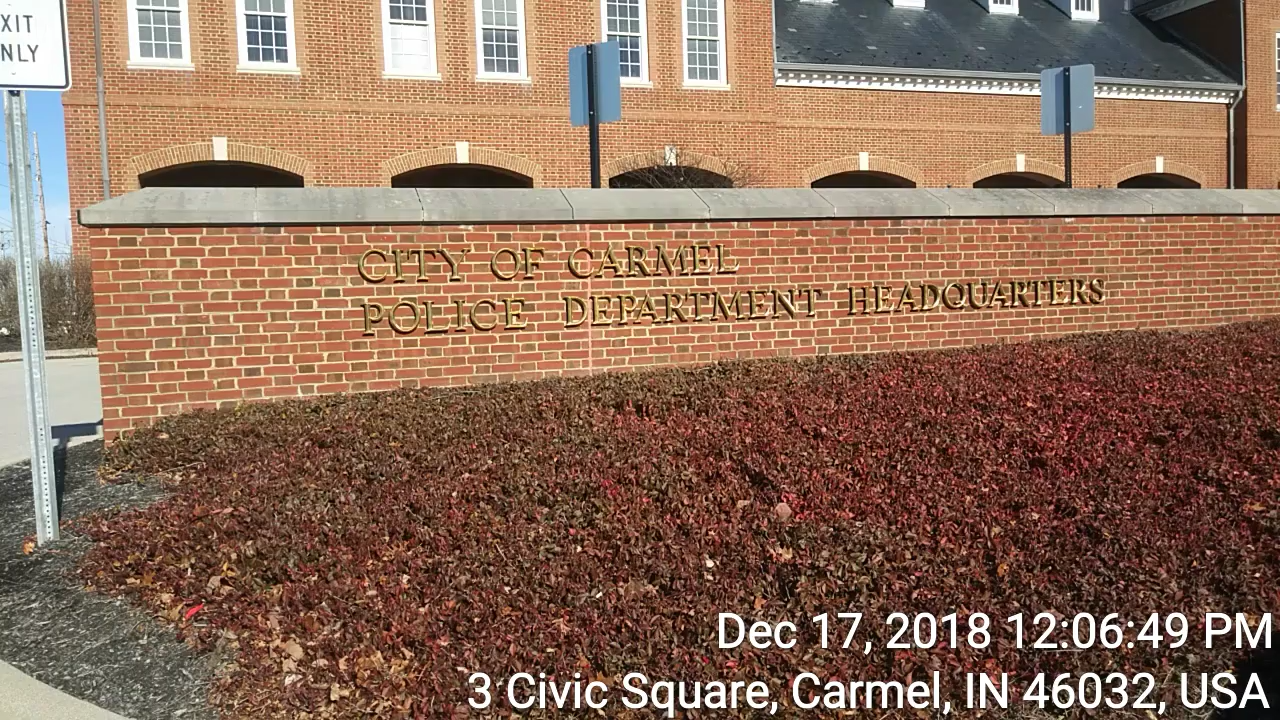 XIT
NLY
CITY OF CARMEL
POLICE DEPARTMENT HEADQUARTERS
Dec 17, 2018 12:06:49 PM
3 Civic Square, Carmel, IN 46032, USA